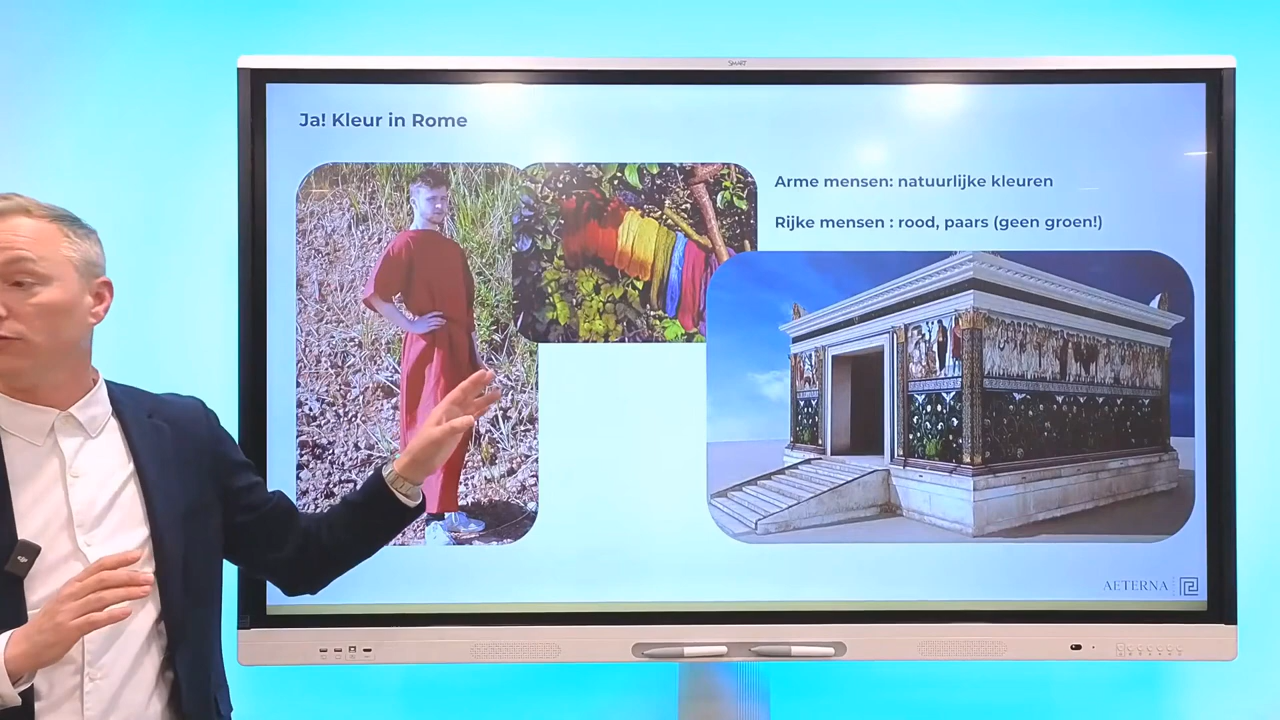 SMART
Ja! Kleur in Rome
Arme mensen: natuurlijke kleuren
Rijke mensen : rood, paars (geen groen!)
AETERNA